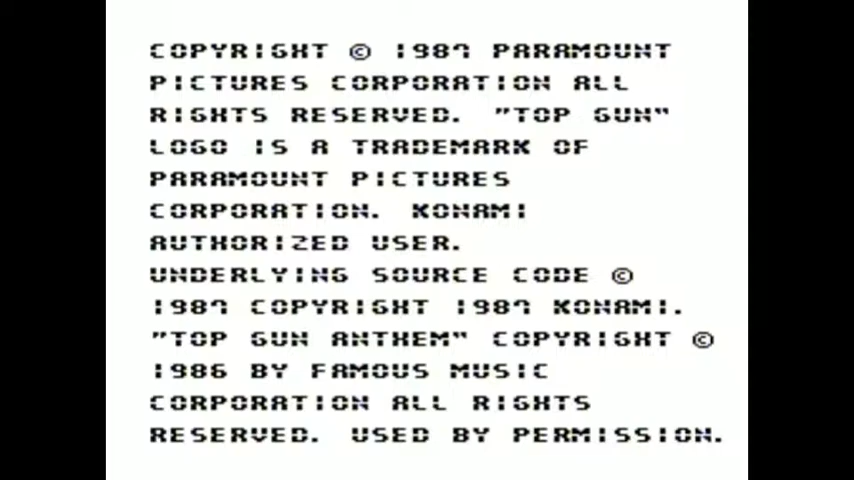 COPYRIGHT © 1987 PARAMOUNT
PICTURES CORPORATION ALL
RIGHTS RESERVED. "TOP GUN"
LOGO IS A TRADEMARK OF
PARAMOUNT PICTURES
CORPORATION. KONAMI
AUTHORIZED USER.
UNDERLYING SOURCE CODE ©
1987 COPYRIGHT 1987 KONAMI.
"TOP GUN ANTHEM" COPYRIGHT ©
1986 BY FAMOUS MUSIC
CORPORATION ALL RIGHTS
RESERVED. USED BY PERMISSION.